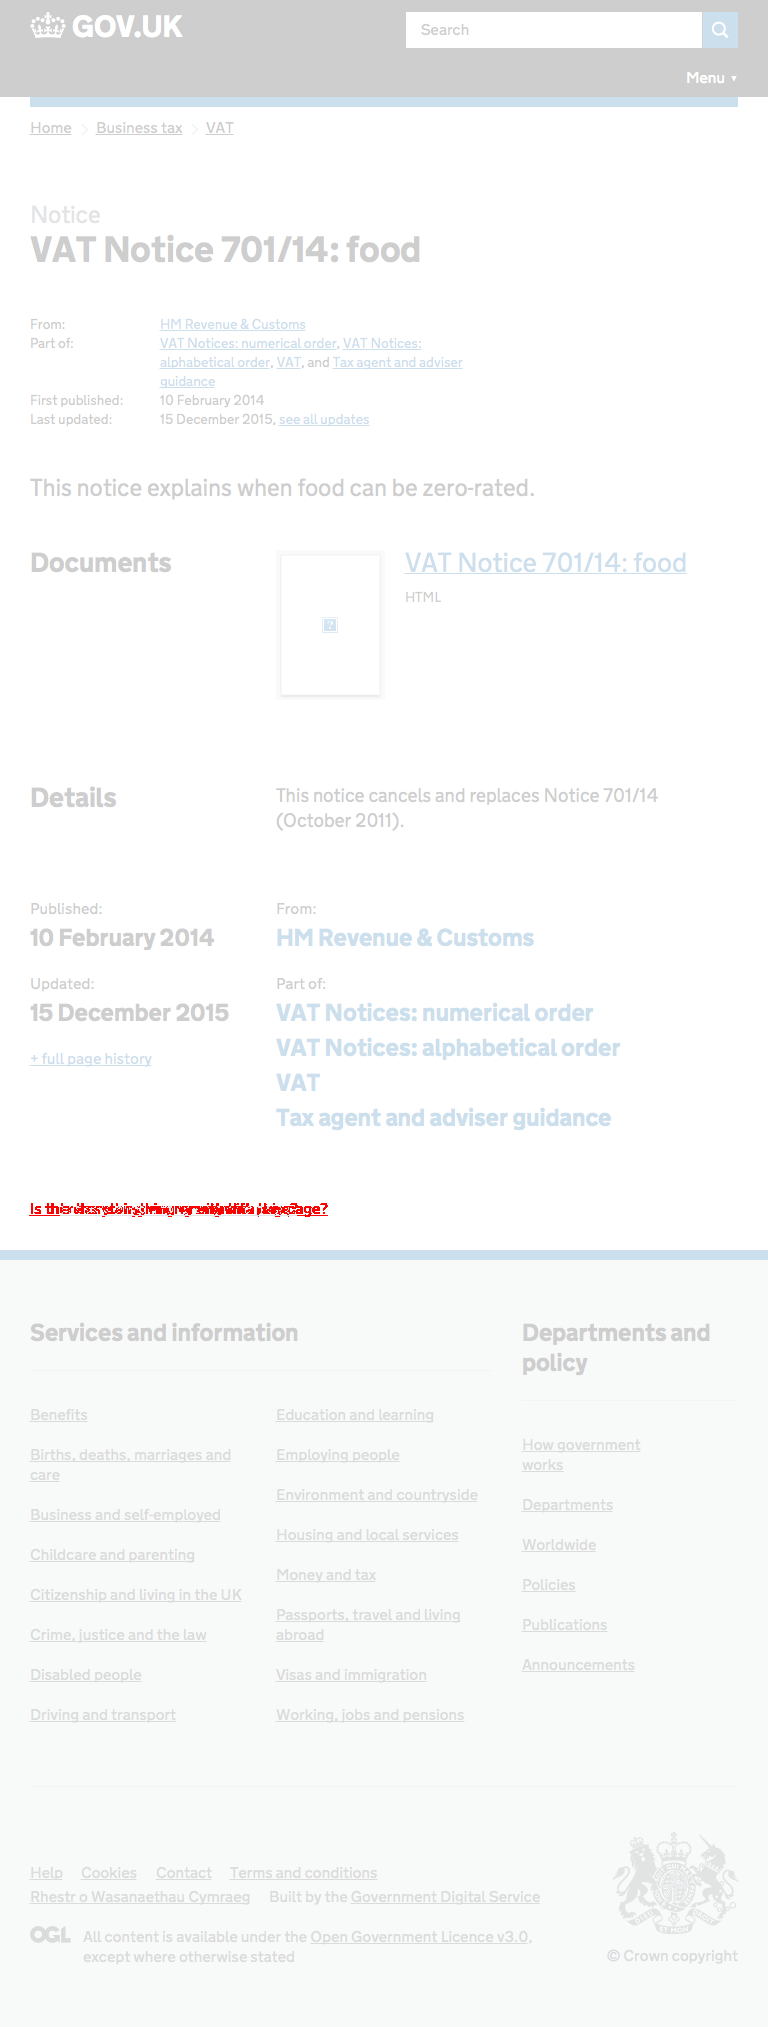 GOV.UK
Search
Menu ▼
Home > Business tax > VAT
Notice
VAT Notice 701/14: food
From: HM Revenue & Customs
Part of: VAT Notices: numerical order, VAT Notices:
alphabetical order, VAT, and Tax agent and adviser
guidance
First published: 10 February 2014
Last updated: 15 December 2015, see all updates
This notice explains when food can be zero-rated.
Documents
VAT Notice 701/14: food
HTML
Details
This notice cancels and replaces Notice 701/14
(October 2011).
Published:
10 February 2014
Updated:
15 December 2015
+ full page history
From:
HM Revenue & Customs
Part of:
VAT Notices: numerical order
VAT Notices: alphabetical order
VAT
Tax agent and adviser guidance
Services and information
Benefits
Births, deaths, marriages and
care
Business and self-employed
Childcare and parenting
Citizenship and living in the UK
Crime, justice and the law
Disabled people
Driving and transport
Education and learning
Employing people
Environment and countryside
Housing and local services
Money and tax
Passports, travel and living
abroad
Visas and immigration
Working, jobs and pensions
Departments and
policy
How government
works
Departments
Worldwide
Policies
Publications
Announcements
Help Cookies Contact Terms and conditions
Rhestr o Wasanaethau Cymraeg Built by the Government Digital Service
OGL All content is available under the Open Government Licence v3.0,
except where otherwise stated
© Crown copyright